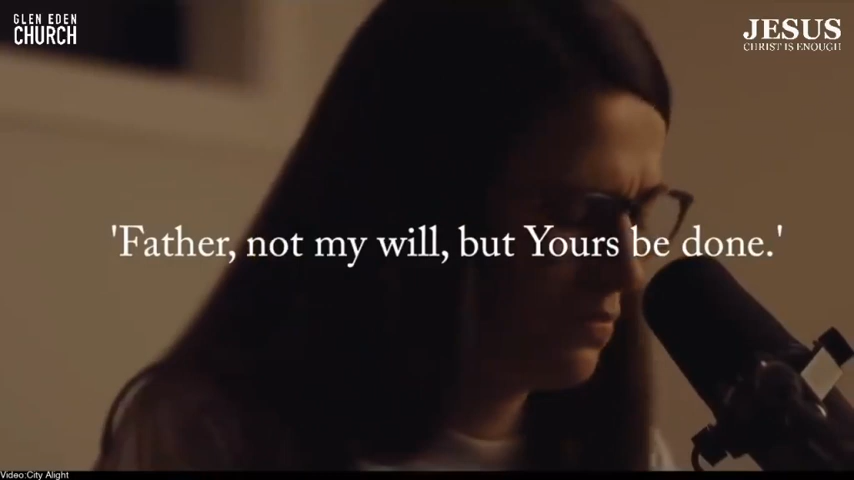 GLEN EDEN
CHURCH
JESUS
CHRIST IS ENOUGH
'Father, not my will, but Yours be done.'
Video:City Alight